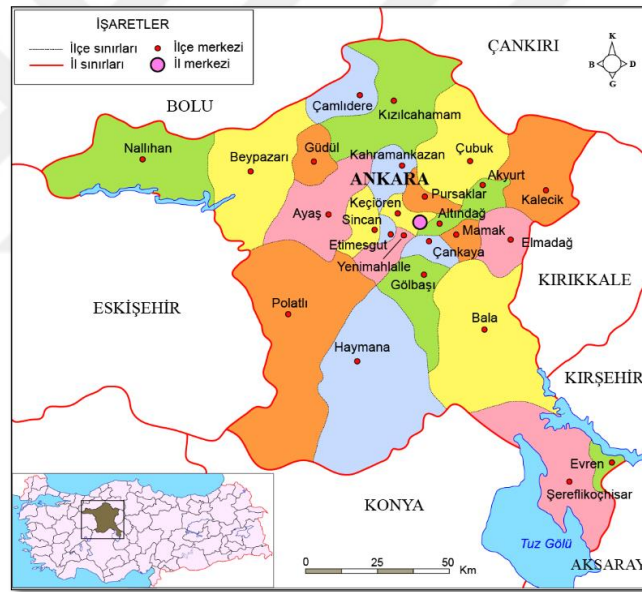 İŞARETLER
İlçe sınırları
İlçe merkezi
İl sınırları
İl merkezi
ÇANKIRI
K
B
D
G
BOLU
Çamlıdere
Kızılcahamam
Nallıhan
Beypazarı
Güdül
Kahramankazan
Çubuk
Akyurt
ANKARA
Pursaklar
Kalecik
Ayaş
Keçiören
Altındağ
Sincan
Mamak
Etimesgut
Çankaya
Elmadağ
Yenimahlalle
Gölbaşı
KIRIKKALE
ESKİŞEHİR
Polatlı
Bala
Haymana
KIRŞEHİR
Evren
Şereflikoçhisar
KONYA
Tuz Gölü
AKSARAY
0 25 50
Km